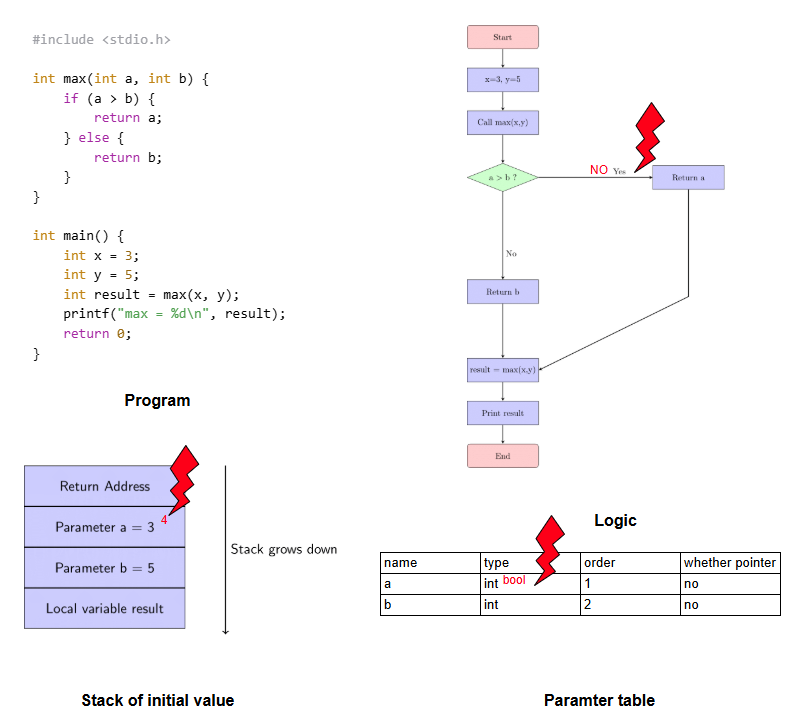 #include <stdio.h>
int max(int a, int b) {
if (a > b) {
return a;
} else {
return b;
}
}
int main() {
int x = 3;
int y = 5;
int result = max(x, y);
printf("max = %d\n", result);
return 0;
}
Program
Start
x=3, y=5
Call max(x,y)
a > b ?
NO Yes
Return a
No
Return b
result = max(x,y)
Print result
End
Logic
Return Address
Parameter a = 3 4
Parameter b = 5
Local variable result
Stack grows down
Stack of initial value
name type order whether pointer
a int bool 1 no
b int 2 no
Paramter table